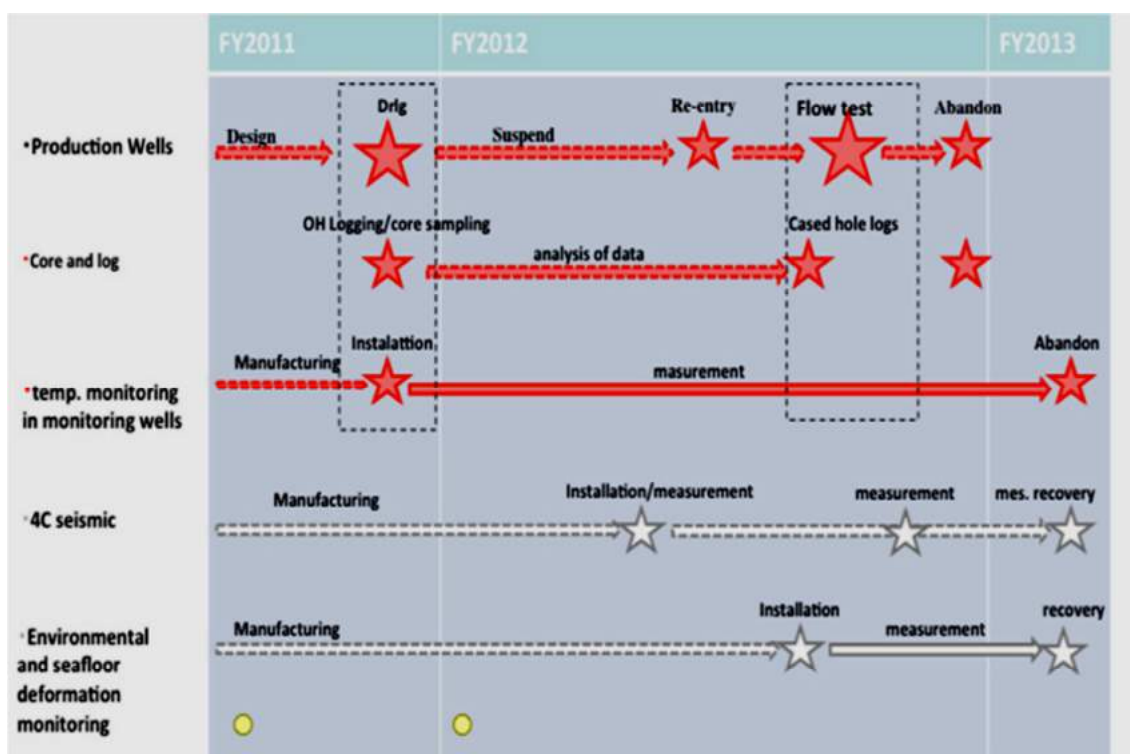 FY2011
FY2012
FY2013
•Production Wells
Design
Drlg
Suspend
Re-entry
Flow test
Abandon
•Core and log
OH Logging/core sampling
analysis of data
Cased hole logs
•temp. monitoring
in monitoring wells
Manufacturing
Instalattion
masurement
Abandon
•4C seismic
Manufacturing
Installation/measurement
measurement
mes. recovery
•Environmental
and seafloor
deformation
monitoring
Manufacturing
Installation
measurement
recovery